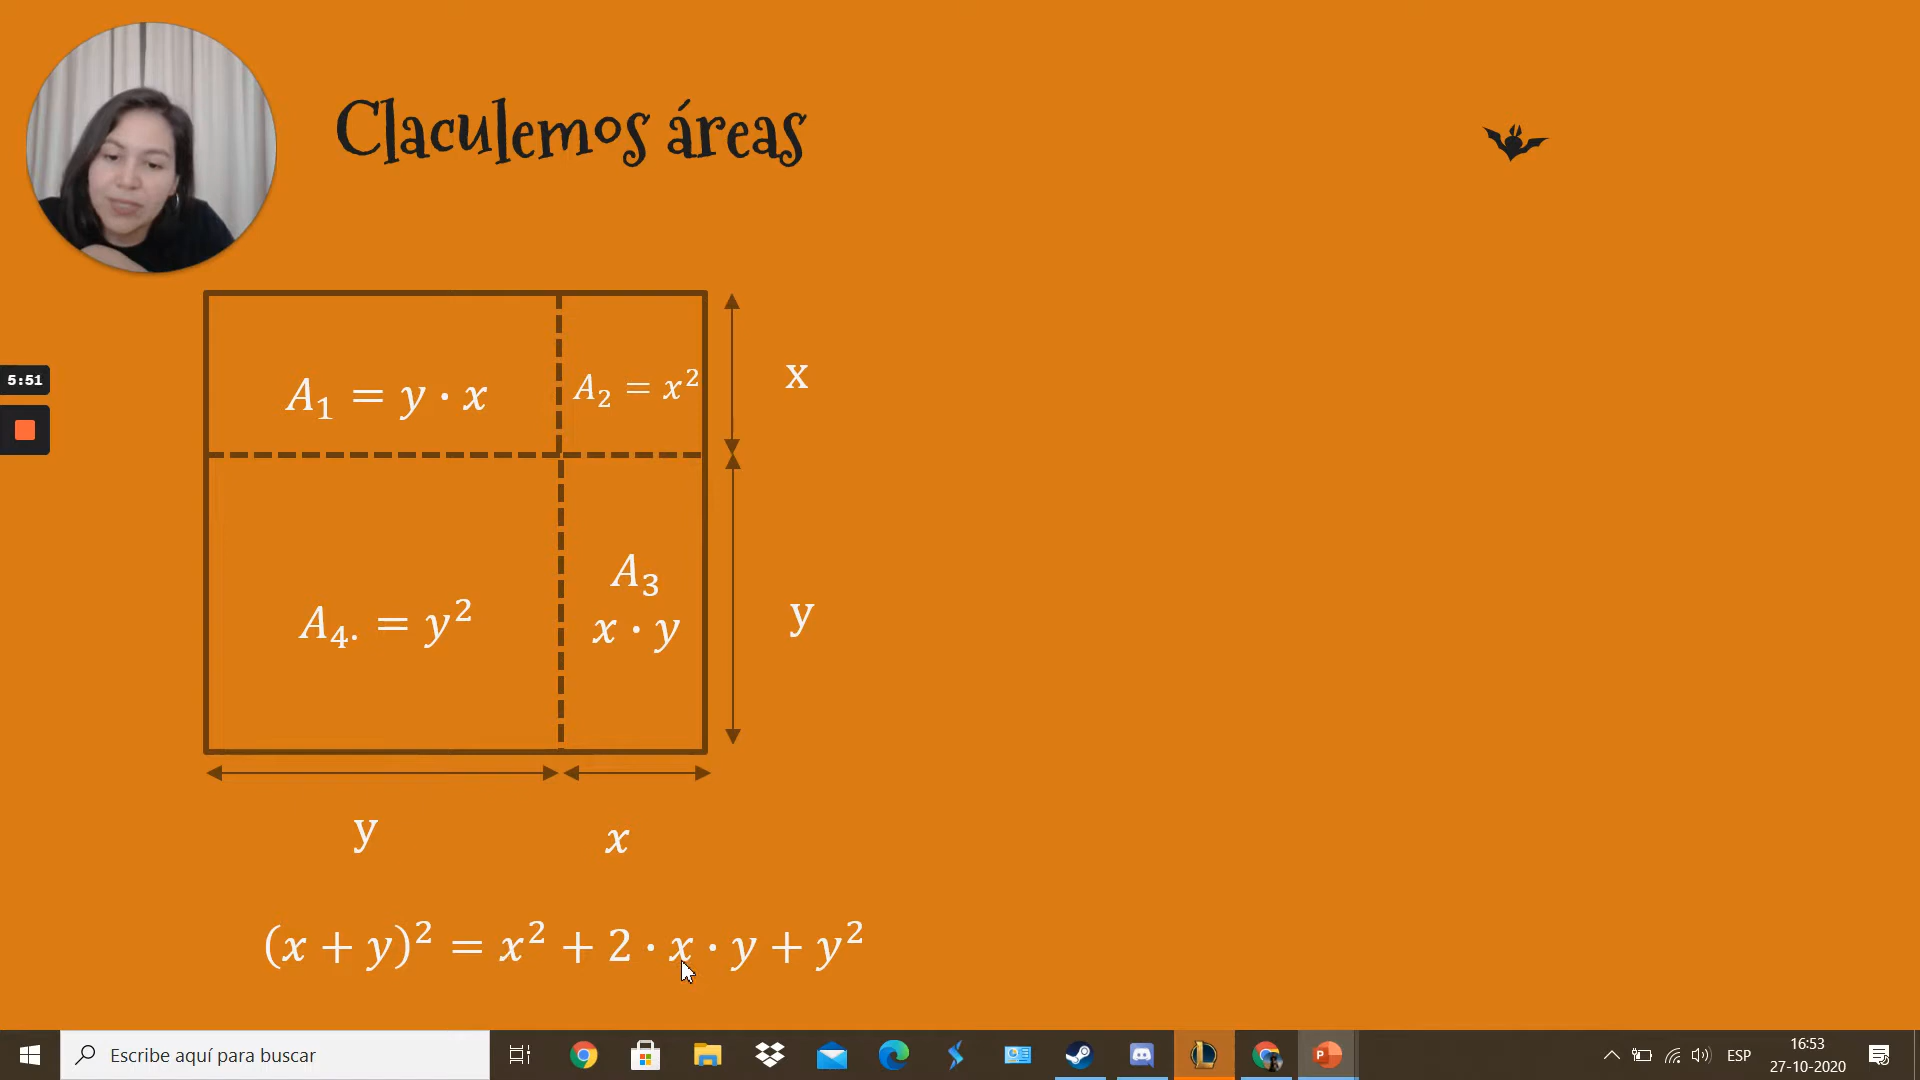 Claculemos áreas
5:51
A₁ = y · x
A₂ = x²
x
A₃
x · y
A₄. = y²
y
y
x
(x + y)² = x² + 2 · x · y + y²
Escribe aquí para buscar
ESP
16:53
27-10-2020